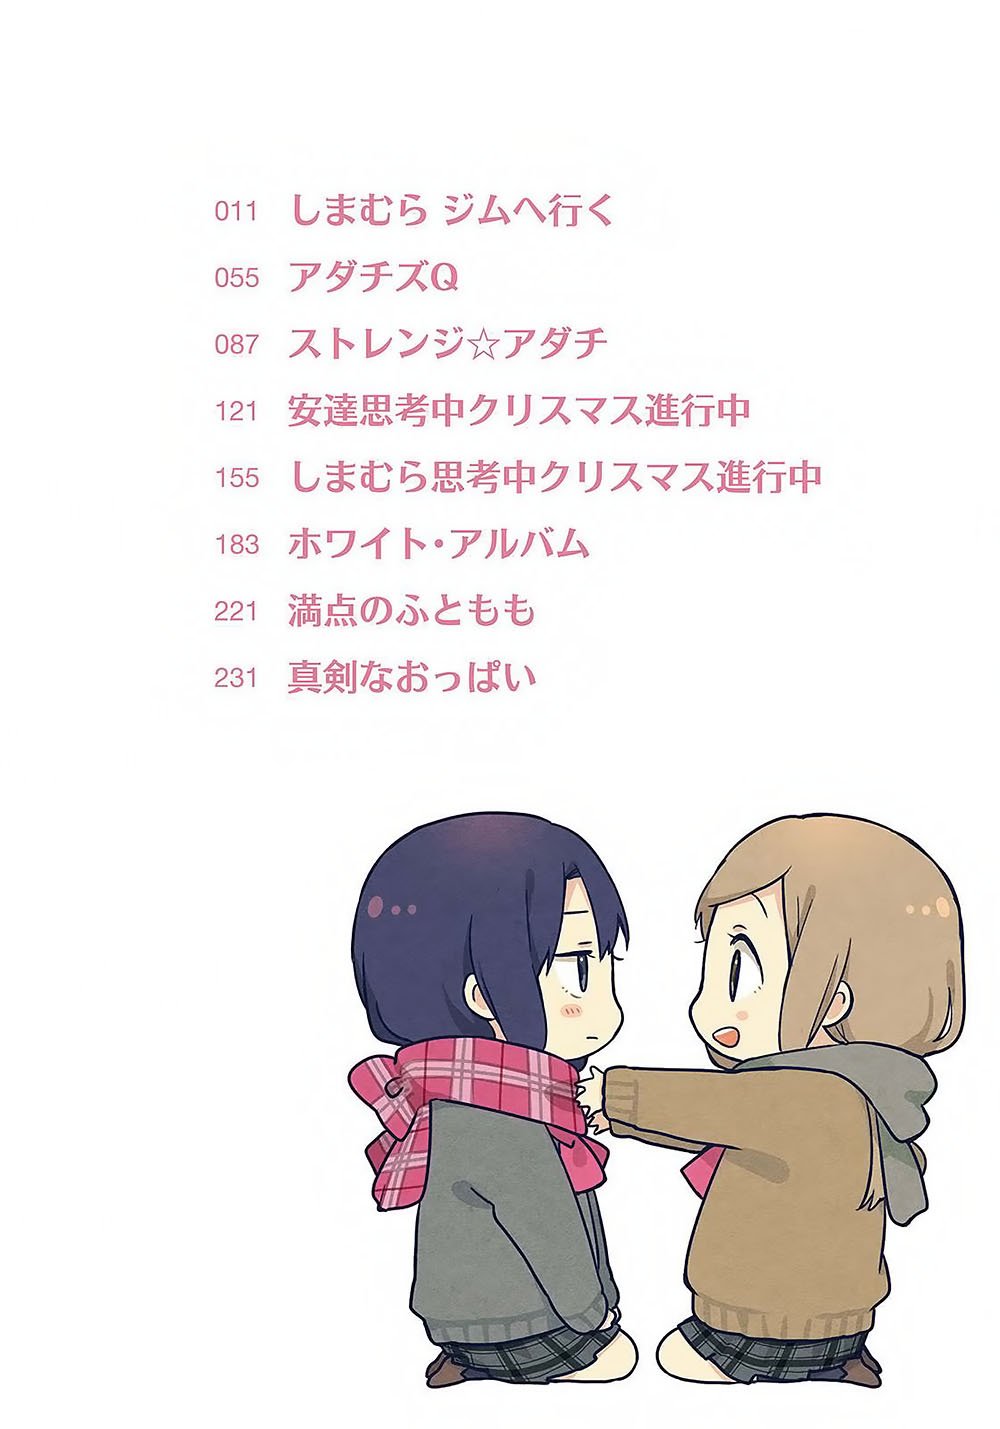 011 しまむら ジムへ行く
055 アダチズQ
087 ストレンジ☆アダチ
121 安達思考中クリスマス進行中
155 しまむら思考中クリスマス進行中
183 ホワイト・アルバム
221 満点のふともも
231 真剣なおっぱい